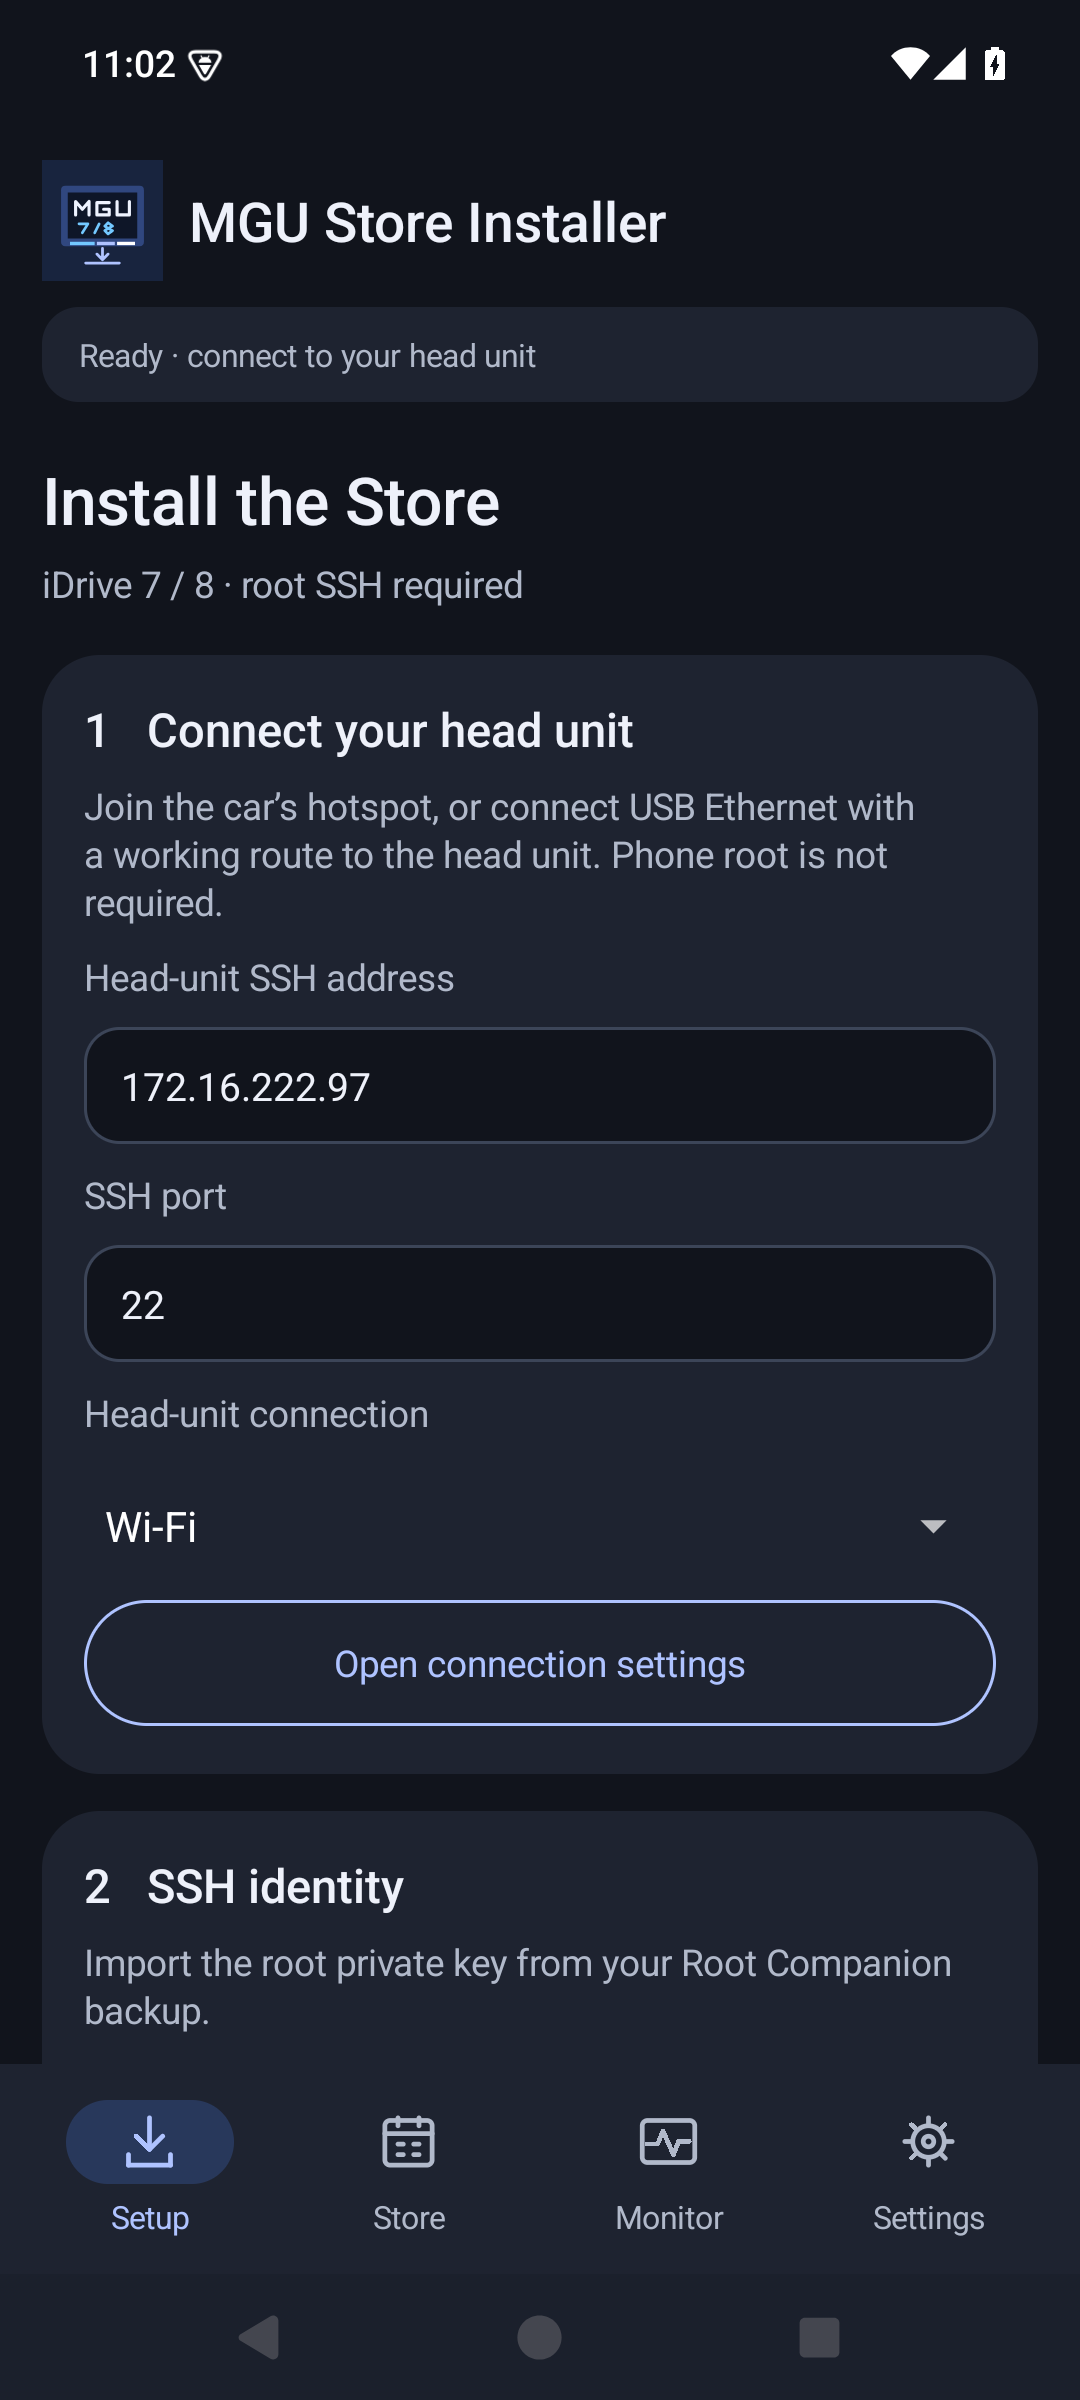 11:02
MGU
7/8
MGU Store Installer
Ready · connect to your head unit
Install the Store
iDrive 7 / 8 · root SSH required
1 Connect your head unit
Join the car’s hotspot, or connect USB Ethernet with
a working route to the head unit. Phone root is not
required.
Head-unit SSH address
172.16.222.97
SSH port
22
Head-unit connection
Wi-Fi
Open connection settings
2 SSH identity
Import the root private key from your Root Companion
backup.
Setup
Store
Monitor
Settings